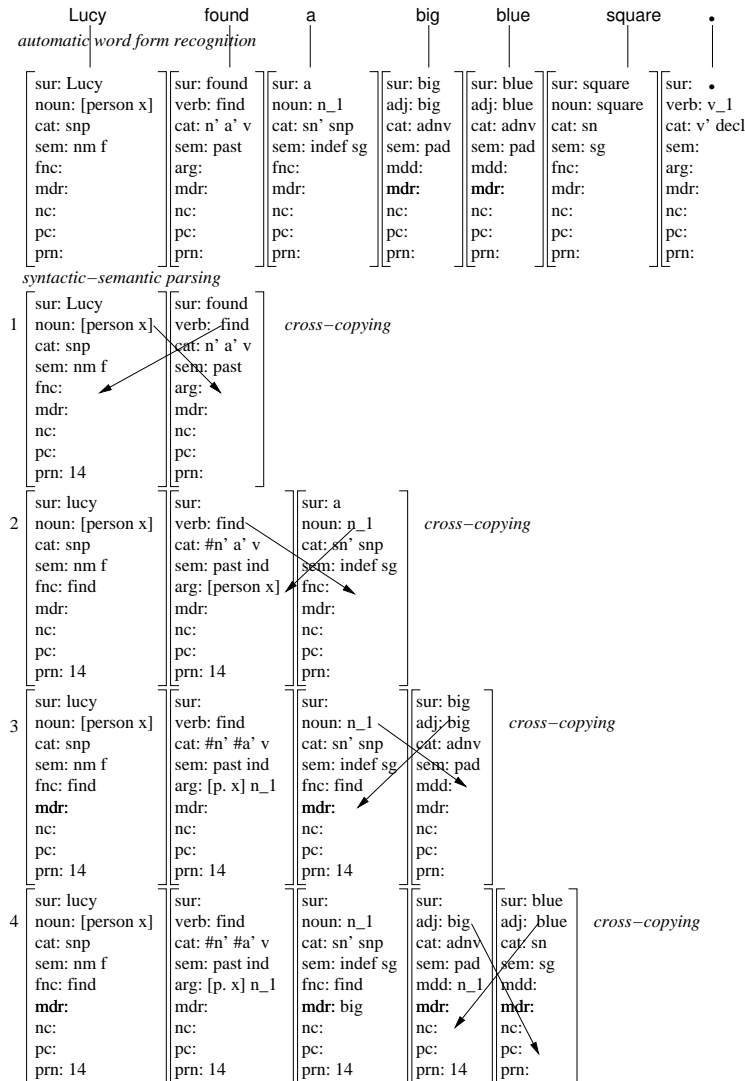 Lucy found a big blue square .
automatic word form recognition
sur: Lucy sur: found sur: a sur: big sur: blue sur: square sur: .
noun: [person x] verb: find noun: n_1 adj: big adj: blue noun: square verb: v_1
cat: snp cat: n' a' v cat: sn' snp cat: adnv cat: adnv cat: sn cat: v' decl
sem: nm f sem: past sem: indef sg sem: pad sem: pad sem: sg sem:
fnc: arg: fnc: mdd: mdd: fnc: arg:
mdr: mdr: mdr: mdr: mdr: mdr: mdr:
nc: nc: nc: nc: nc: nc: nc:
pc: pc: pc: pc: pc: pc: pc:
prn: prn: prn: prn: prn: prn: prn:
syntactic−semantic parsing
sur: Lucy sur: found
1 noun: [person x] verb: find cross−copying
cat: snp cat: n' a' v
sem: nm f sem: past
fnc: arg:
mdr: mdr:
nc: nc:
pc: pc:
prn: 14 prn:
sur: lucy sur: sur: a
2 noun: [person x] verb: find noun: n_1 cross−copying
cat: snp cat: #n' a' v cat: sn' snp
sem: nm f sem: past ind sem: indef sg
fnc: find arg: [person x] fnc:
mdr: mdr: mdr:
nc: nc: nc:
pc: pc: pc:
prn: 14 prn: 14 prn:
sur: lucy sur: sur: sur: big
3 noun: [person x] verb: find noun: n_1 adj: big cross−copying
cat: snp cat: #n' #a' v cat: sn' snp cat: adnv
sem: nm f sem: past ind sem: indef sg sem: pad
fnc: find arg: [p. x] n_1 fnc: find mdd:
mdr: mdr: mdr: mdr:
nc: nc: nc: nc:
pc: pc: pc: pc:
prn: 14 prn: 14 prn: 14 prn:
sur: lucy sur: sur: sur: sur: blue
4 noun: [person x] verb: find noun: n_1 adj: big adj: blue cross−copying
cat: snp cat: #n' #a' v cat: sn' snp cat: adnv cat: sn
sem: nm f sem: past ind sem: indef sg sem: pad sem: sg
fnc: find arg: [p. x] n_1 fnc: find mdd: n_1 mdd:
mdr: mdr: mdr: big mdr: mdr:
nc: nc: nc: nc: nc:
pc: pc: pc: pc: pc:
prn: 14 prn: 14 prn: 14 prn: 14 prn: